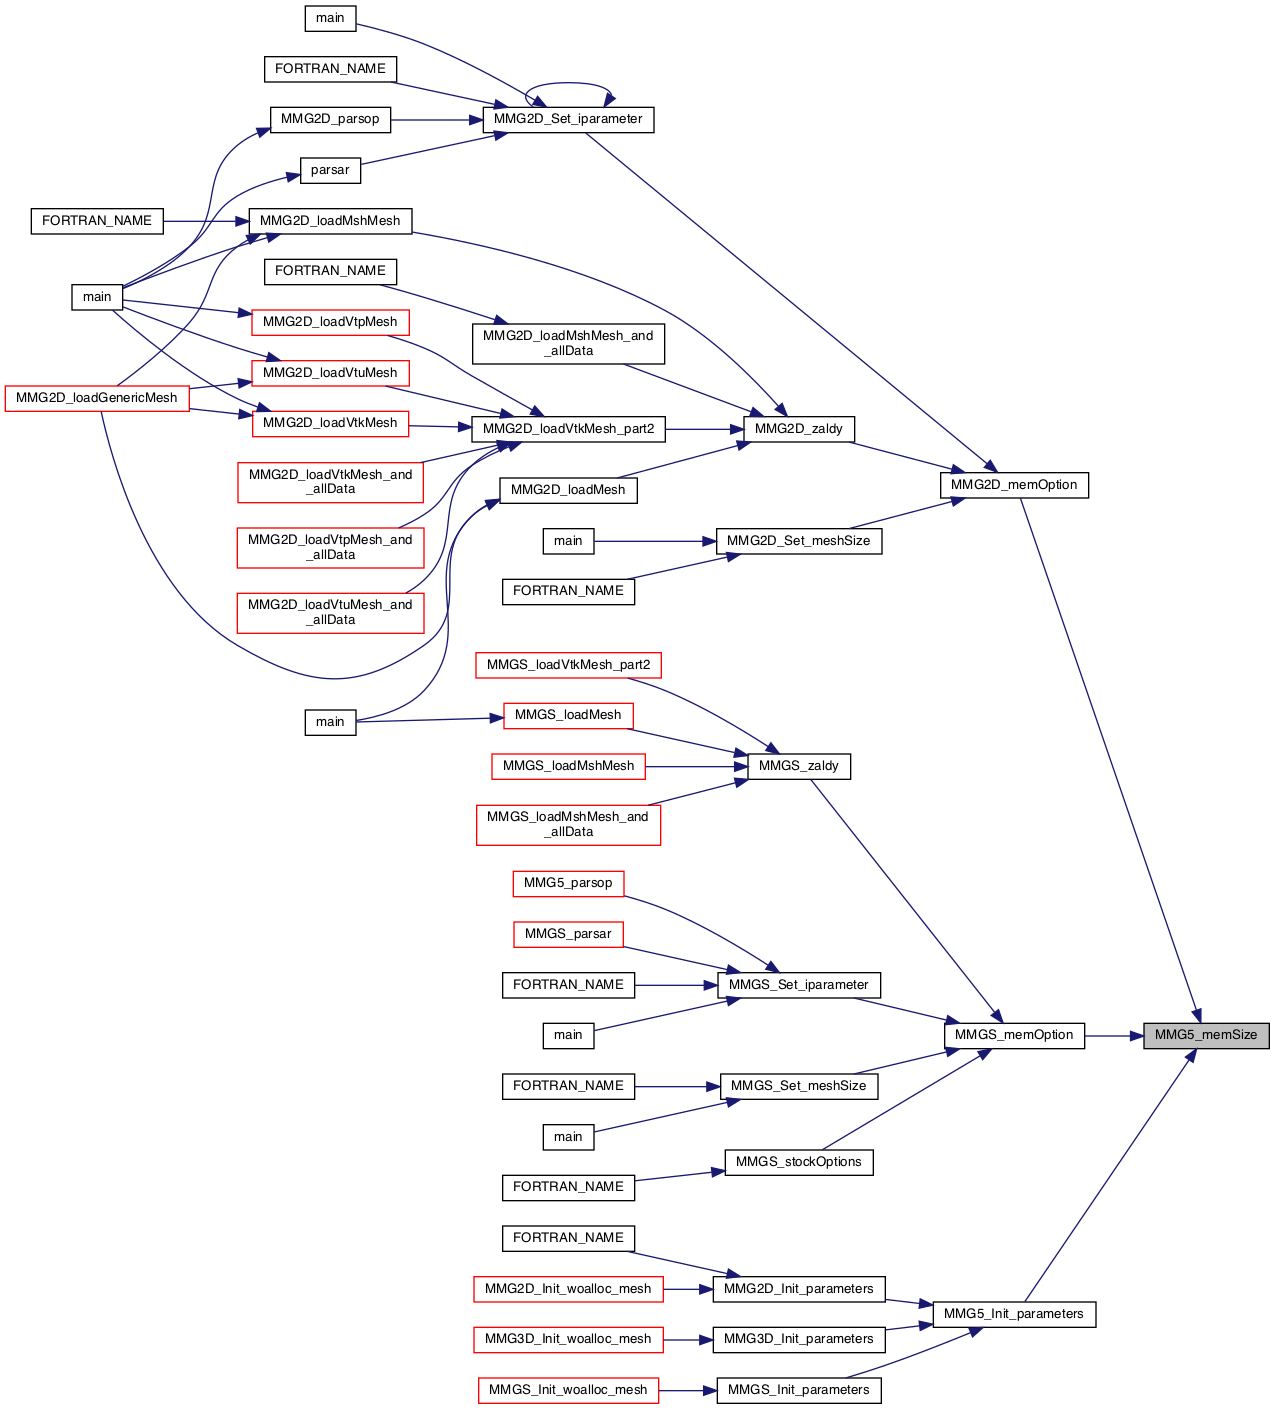 main
FORTRAN_NAME
MMG2D_Set_iparameter
MMG2D_parsop
parsar
FORTRAN_NAME
MMG2D_loadMshMesh
FORTRAN_NAME
main
MMG2D_loadVtpMesh
MMG2D_loadMshMesh_and
_allData
MMG2D_loadVtuMesh
MMG2D_loadGenericMesh
MMG2D_loadVtkMesh
MMG2D_loadVtkMesh_part2
MMG2D_zaldy
MMG2D_loadVtkMesh_and
_allData
MMG2D_loadMesh
MMG2D_memOption
MMG2D_loadVtpMesh_and
_allData
main
MMG2D_Set_meshSize
FORTRAN_NAME
MMG2D_loadVtuMesh_and
_allData
MMGS_loadVtkMesh_part2
main
MMGS_loadMesh
MMGS_loadMshMesh
MMGS_zaldy
MMGS_loadMshMesh_and
_allData
MMG5_parsop
MMGS_parsar
FORTRAN_NAME
MMGS_Set_iparameter
main
MMGS_memOption
MMG5_memSize
FORTRAN_NAME
MMGS_Set_meshSize
main
MMGS_stockOptions
FORTRAN_NAME
FORTRAN_NAME
MMG2D_Init_woalloc_mesh
MMG2D_Init_parameters
MMG5_Init_parameters
MMG3D_Init_woalloc_mesh
MMG3D_Init_parameters
MMGS_Init_woalloc_mesh
MMGS_Init_parameters